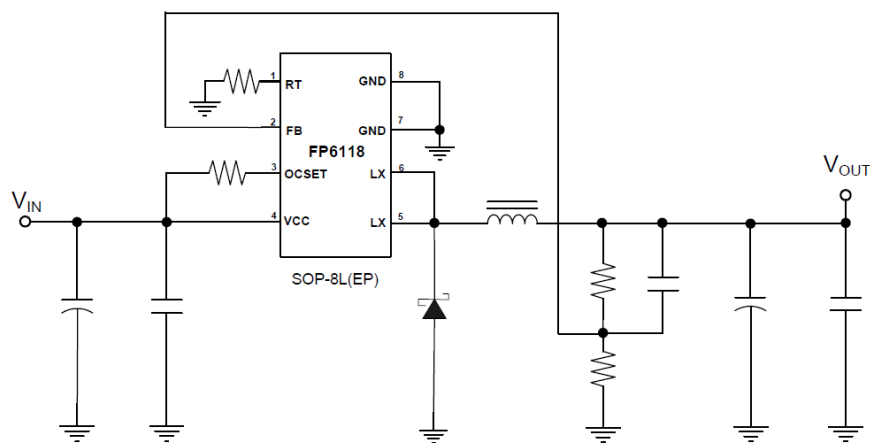 1 RT GND 8
2 FB GND 7
FP6118
3 OCSET LX 6
4 VCC LX 5
SOP-8L(EP)
VIN
VOUT